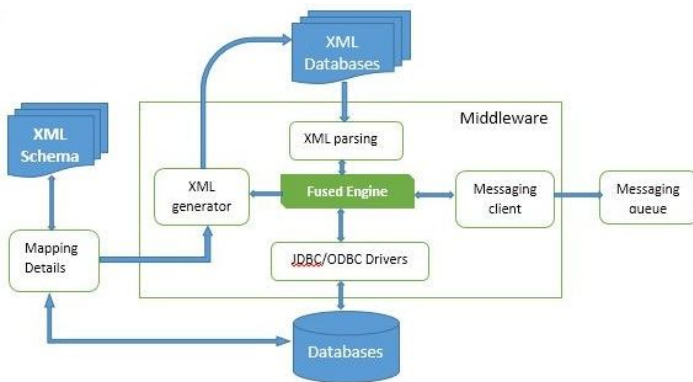 XML
Databases
Middleware
XML parsing
XML
Schema
XML
generator
Fused Engine
Messaging
client
Messaging
queue
Mapping
Details
JDBC/ODBC Drivers
Databases